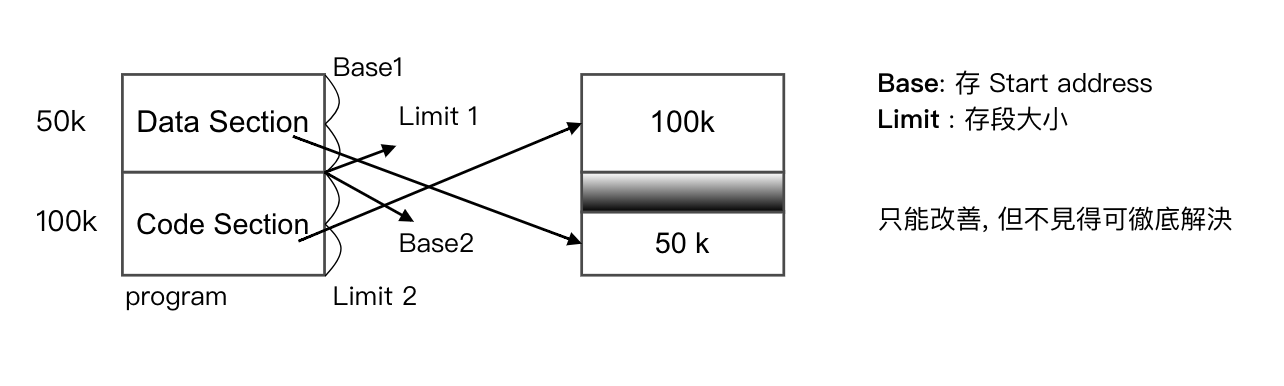 Base1
50k
Data Section
Limit 1
100k
Base: 存 Start address
Limit : 存段大小
100k
Code Section
Base2
50 k
只能改善, 但不見得可徹底解決
program
Limit 2